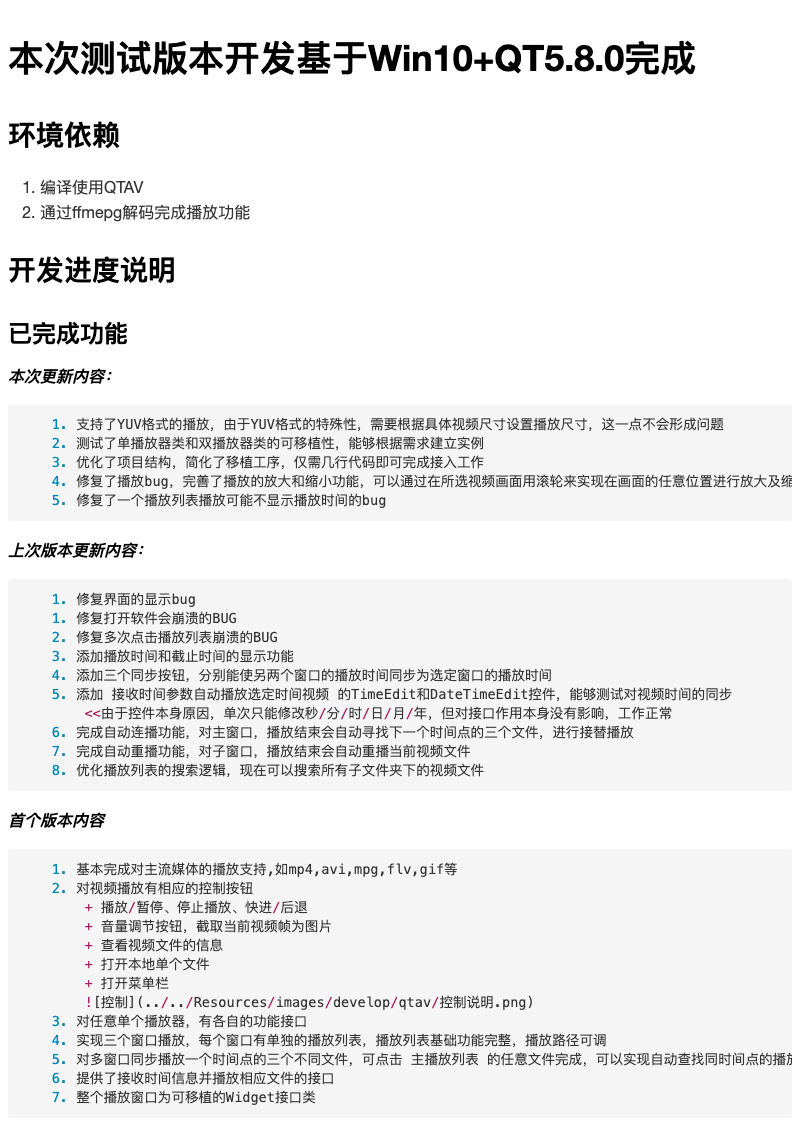 本次测试版本开发基于Win10+QT5.8.0完成
环境依赖
1. 编译使用QTAV
2. 通过ffmepg解码完成播放功能
开发进度说明
已完成功能
本次更新内容：
1. 支持了YUV格式的播放，由于YUV格式的特殊性，需要根据具体视频尺寸设置播放尺寸，这一点不会形成问题
2. 测试了单播放器类和双播放器类的可移植性，能够根据需求建立实例
3. 优化了项目结构，简化了移植工序，仅需几行代码即可完成接入工作
4. 修复了播放bug，完善了播放的放大和缩小功能，可以通过在所选视频画面用滚轮来实现在画面的任意位置进行放大及缩
5. 修复了一个播放列表播放可能不显示播放时间的bug
上次版本更新内容：
1. 修复界面的显示bug
1. 修复打开软件会崩溃的BUG
2. 修复多次点击播放列表崩溃的BUG
3. 添加播放时间和截止时间的显示功能
4. 添加三个同步按钮，分别能使另两个窗口的播放时间同步为选定窗口的播放时间
5. 添加 接收时间参数自动播放选定时间视频 的TimeEdit和DateTimeEdit控件，能够测试对视频时间的同步
<<由于控件本身原因，单次只能修改秒/分/时/日/月/年，但对接口作用本身没有影响，工作正常
6. 完成自动连播功能，对主窗口，播放结束会自动寻找下一个时间点的三个文件，进行接替播放
7. 完成自动重播功能，对子窗口，播放结束会自动重播当前视频文件
8. 优化播放列表的搜索逻辑，现在可以搜索所有子文件夹下的视频文件
首个版本内容
1. 基本完成对主流媒体的播放支持,如mp4,avi,mpg,flv,gif等
2. 对视频播放有相应的控制按钮
+ 播放/暂停、停止播放、快进/后退
+ 音量调节按钮，截取当前视频帧为图片
+ 查看视频文件的信息
+ 打开本地单个文件
+ 打开菜单栏
![控制](../../Resources/images/develop/qtav/控制说明.png)
3. 对任意单个播放器，有各自的功能接口
4. 实现三个窗口播放，每个窗口有单独的播放列表，播放列表基础功能完整，播放路径可调
5. 对多窗口同步播放一个时间点的三个不同文件，可点击 主播放列表 的任意文件完成，可以实现自动查找同时间点的播放
6. 提供了接收时间信息并播放相应文件的接口
7. 整个播放窗口为可移植的Widget接口类